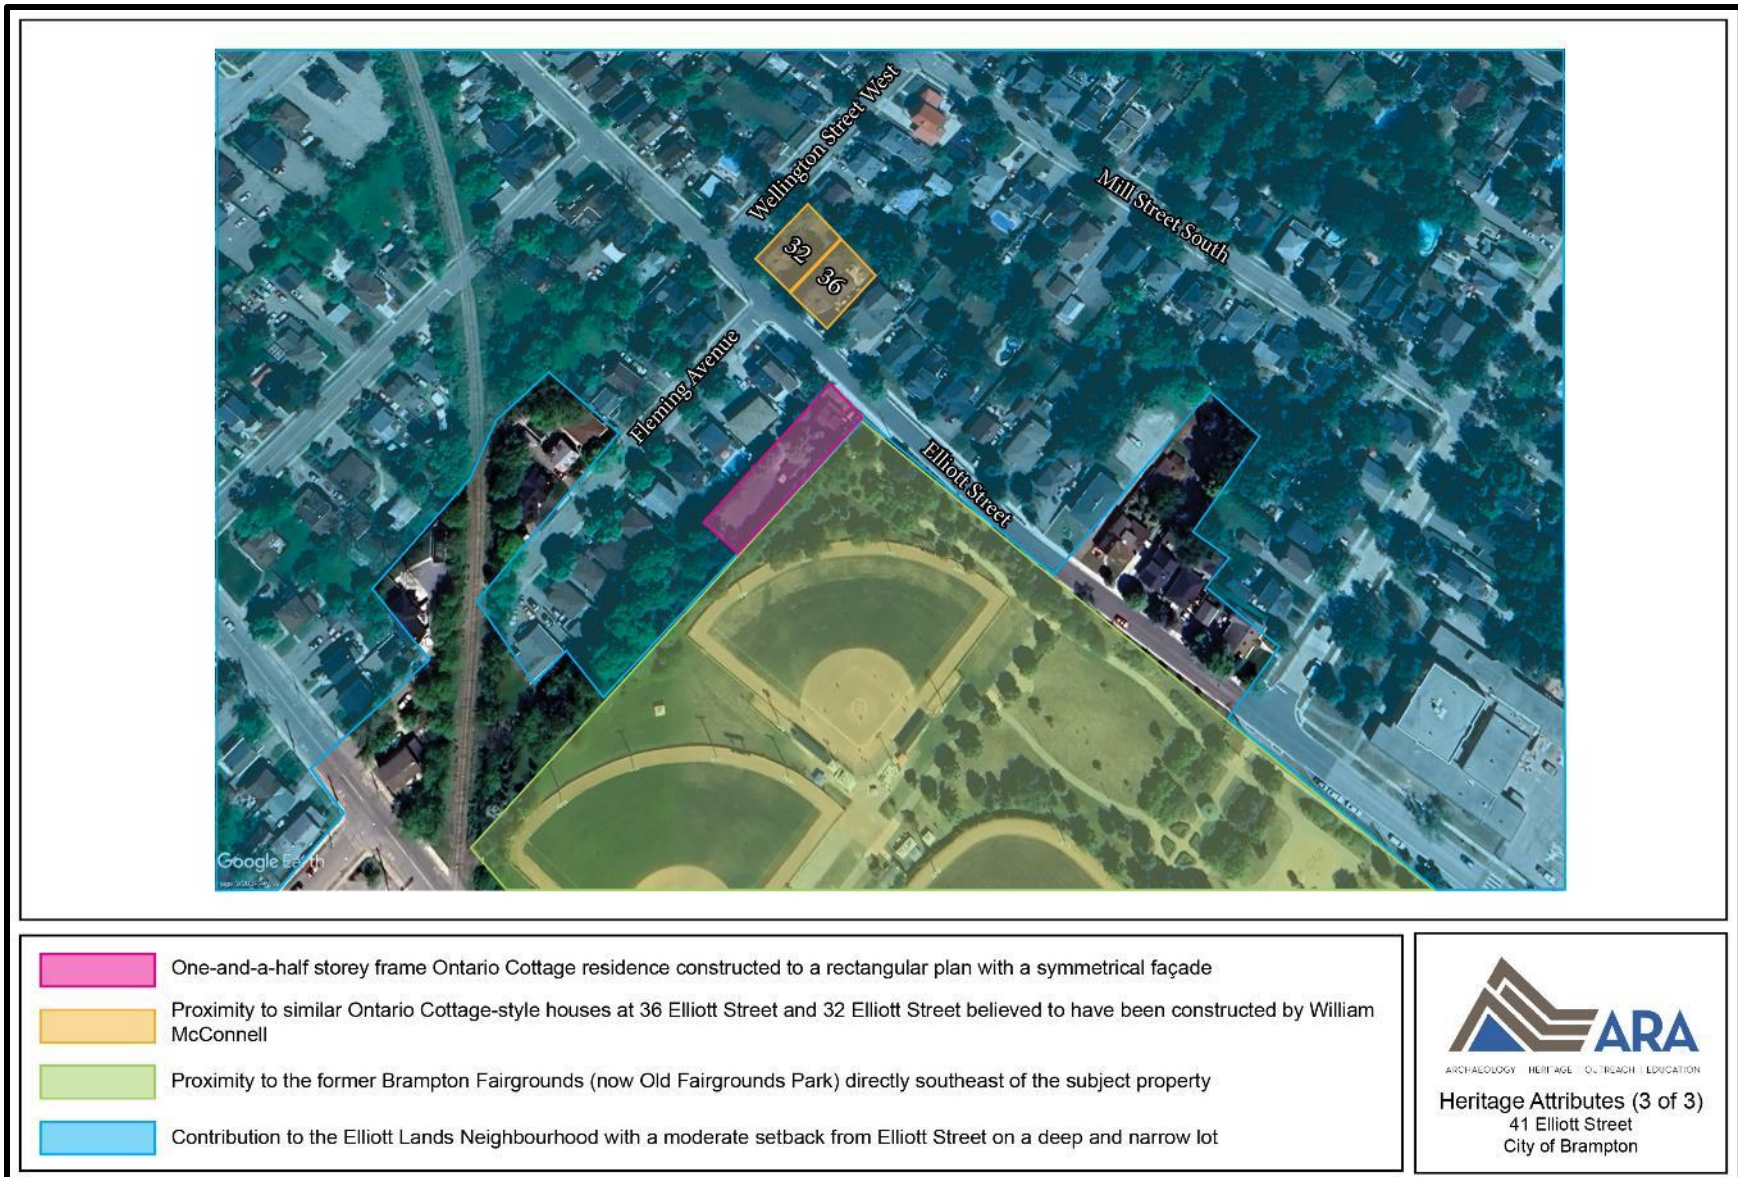 Wellington Street West
Mill Street South
32
36
Fleming Avenue
Elliott Street
Google Earth
One-and-a-half storey frame Ontario Cottage residence constructed to a rectangular plan with a symmetrical façade
Proximity to similar Ontario Cottage-style houses at 36 Elliott Street and 32 Elliott Street believed to have been constructed by William
McConnell
Proximity to the former Brampton Fairgrounds (now Old Fairgrounds Park) directly southeast of the subject property
Contribution to the Elliott Lands Neighbourhood with a moderate setback from Elliott Street on a deep and narrow lot
ARA
ARCHAEOLOGY | HERITAGE | OUTREACH | EDUCATION
Heritage Attributes (3 of 3)
41 Elliott Street
City of Brampton